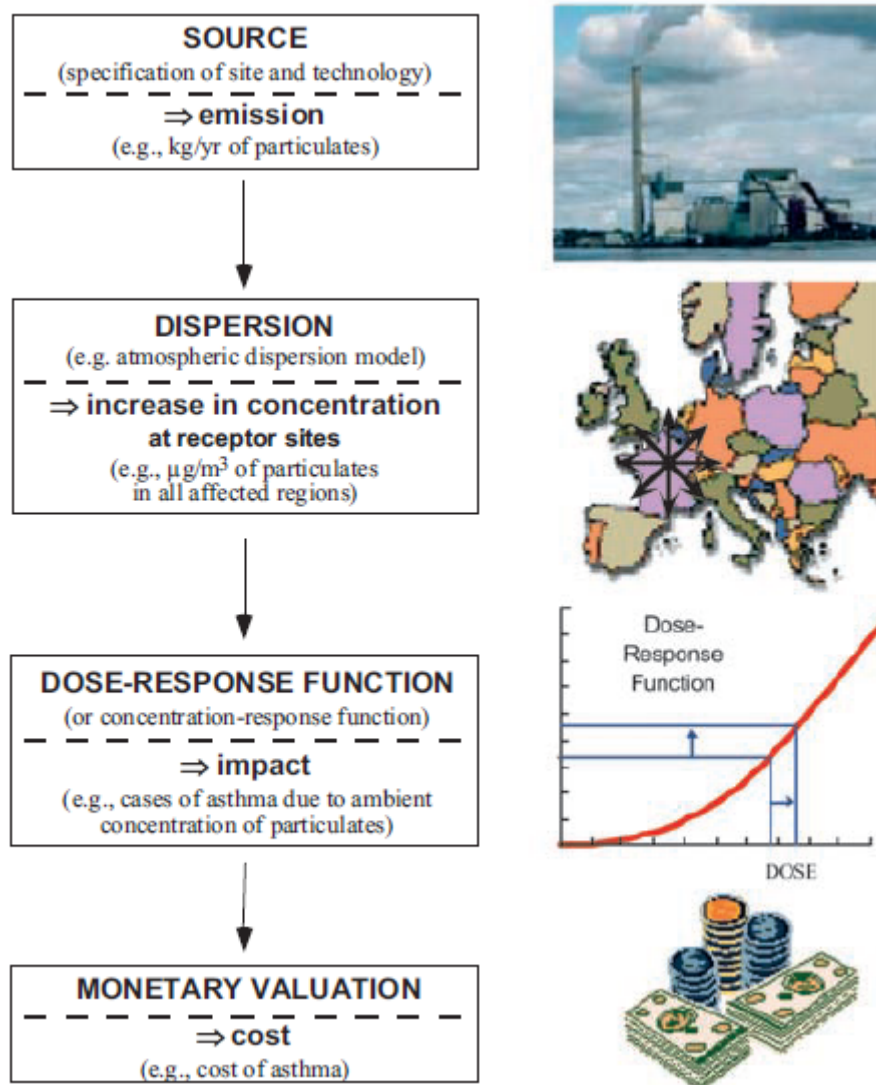 SOURCE
(specification of site and technology)
⇒ emission
(e.g., kg/yr of particulates)
DISPERSION
(e.g. atmospheric dispersion model)
⇒ increase in concentration
at receptor sites
(e.g., µg/m³ of particulates
in all affected regions)
DOSE-RESPONSE FUNCTION
(or concentration-response function)
⇒ impact
(e.g., cases of asthma due to ambient
concentration of particulates)
Dose-
Response
Function
DOSE
MONETARY VALUATION
⇒ cost
(e.g., cost of asthma)